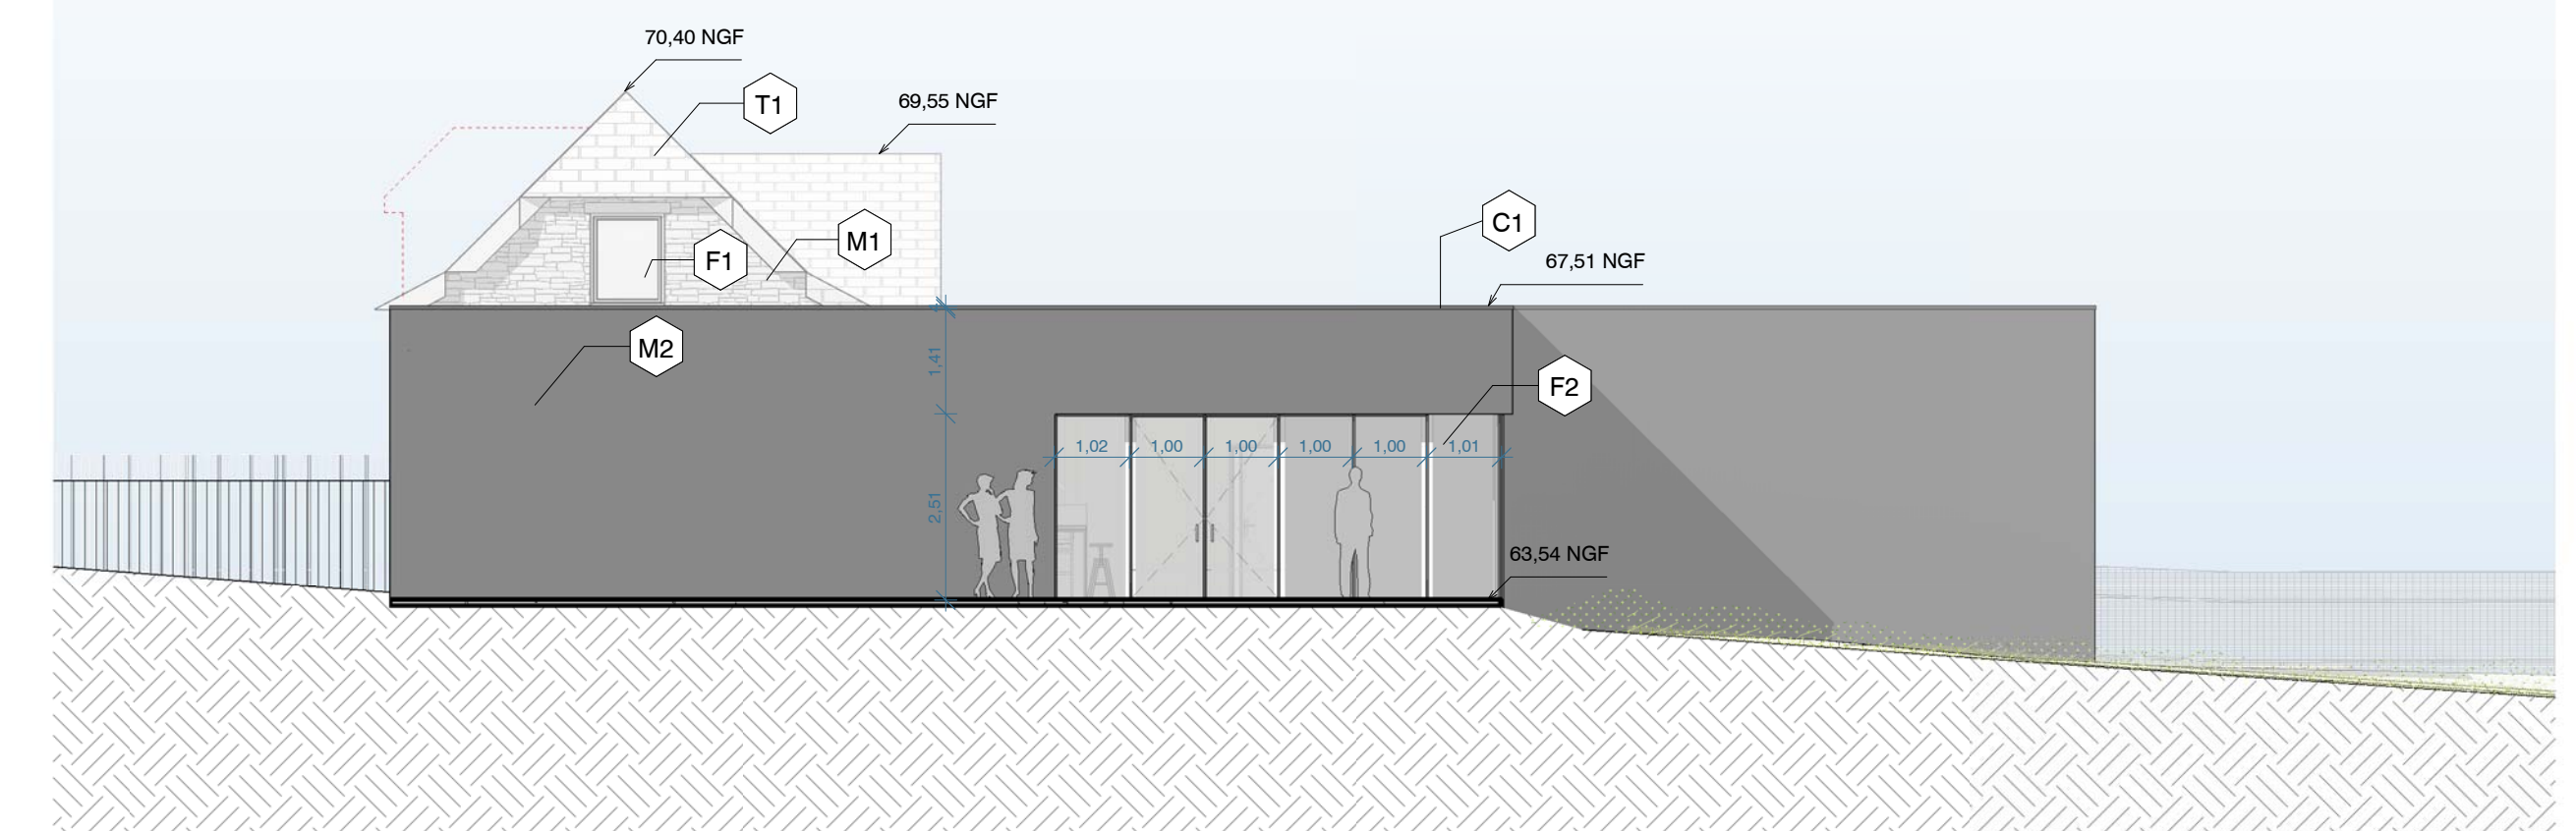 70,40 NGF
T1
69,55 NGF
C1
M1
F1
67,51 NGF
M2
1,41
F2
1,02 1,00 1,00 1,00 1,00 1,01
2,51
63,54 NGF